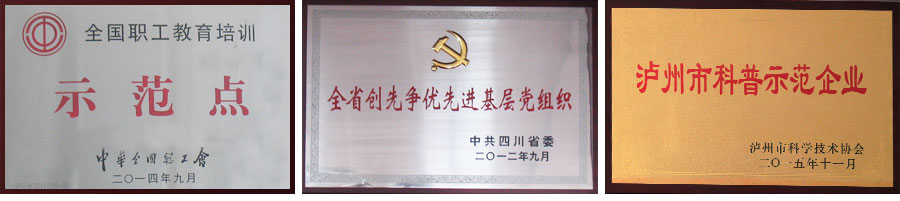 全国职工教育培训
示范点
中华全国总工会
二〇一四年九月
全省创先争优先进基层党组织
中共四川省委
二〇一二年九月
泸州市科普示范企业
泸州市科学技术协会
二〇一五年十一月